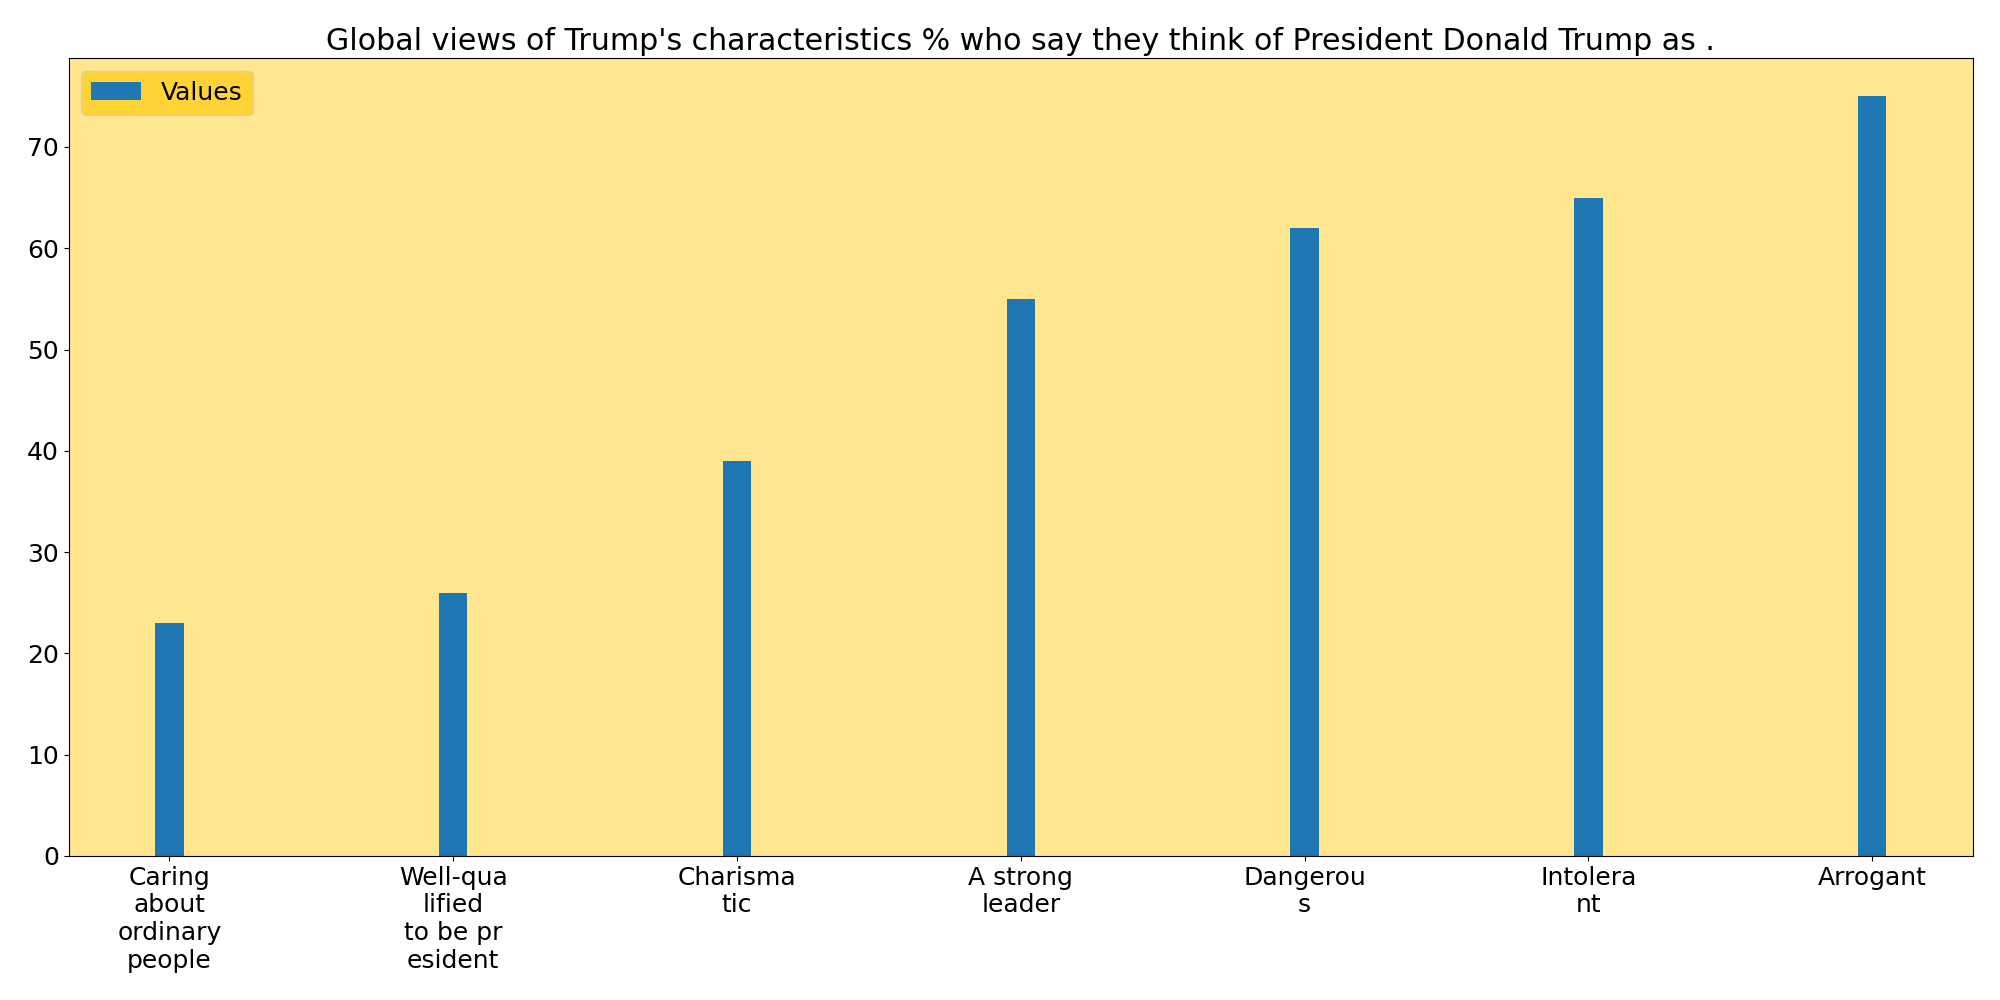 Global views of Trump's characteristics % who say they think of President Donald Trump as .
Values
70
60
50
40
30
20
10
0
Caring
about
ordinary
people
Well-qua
lified
to be pr
esident
Charisma
tic
A strong
leader
Dangerou
s
Intolera
nt
Arrogant